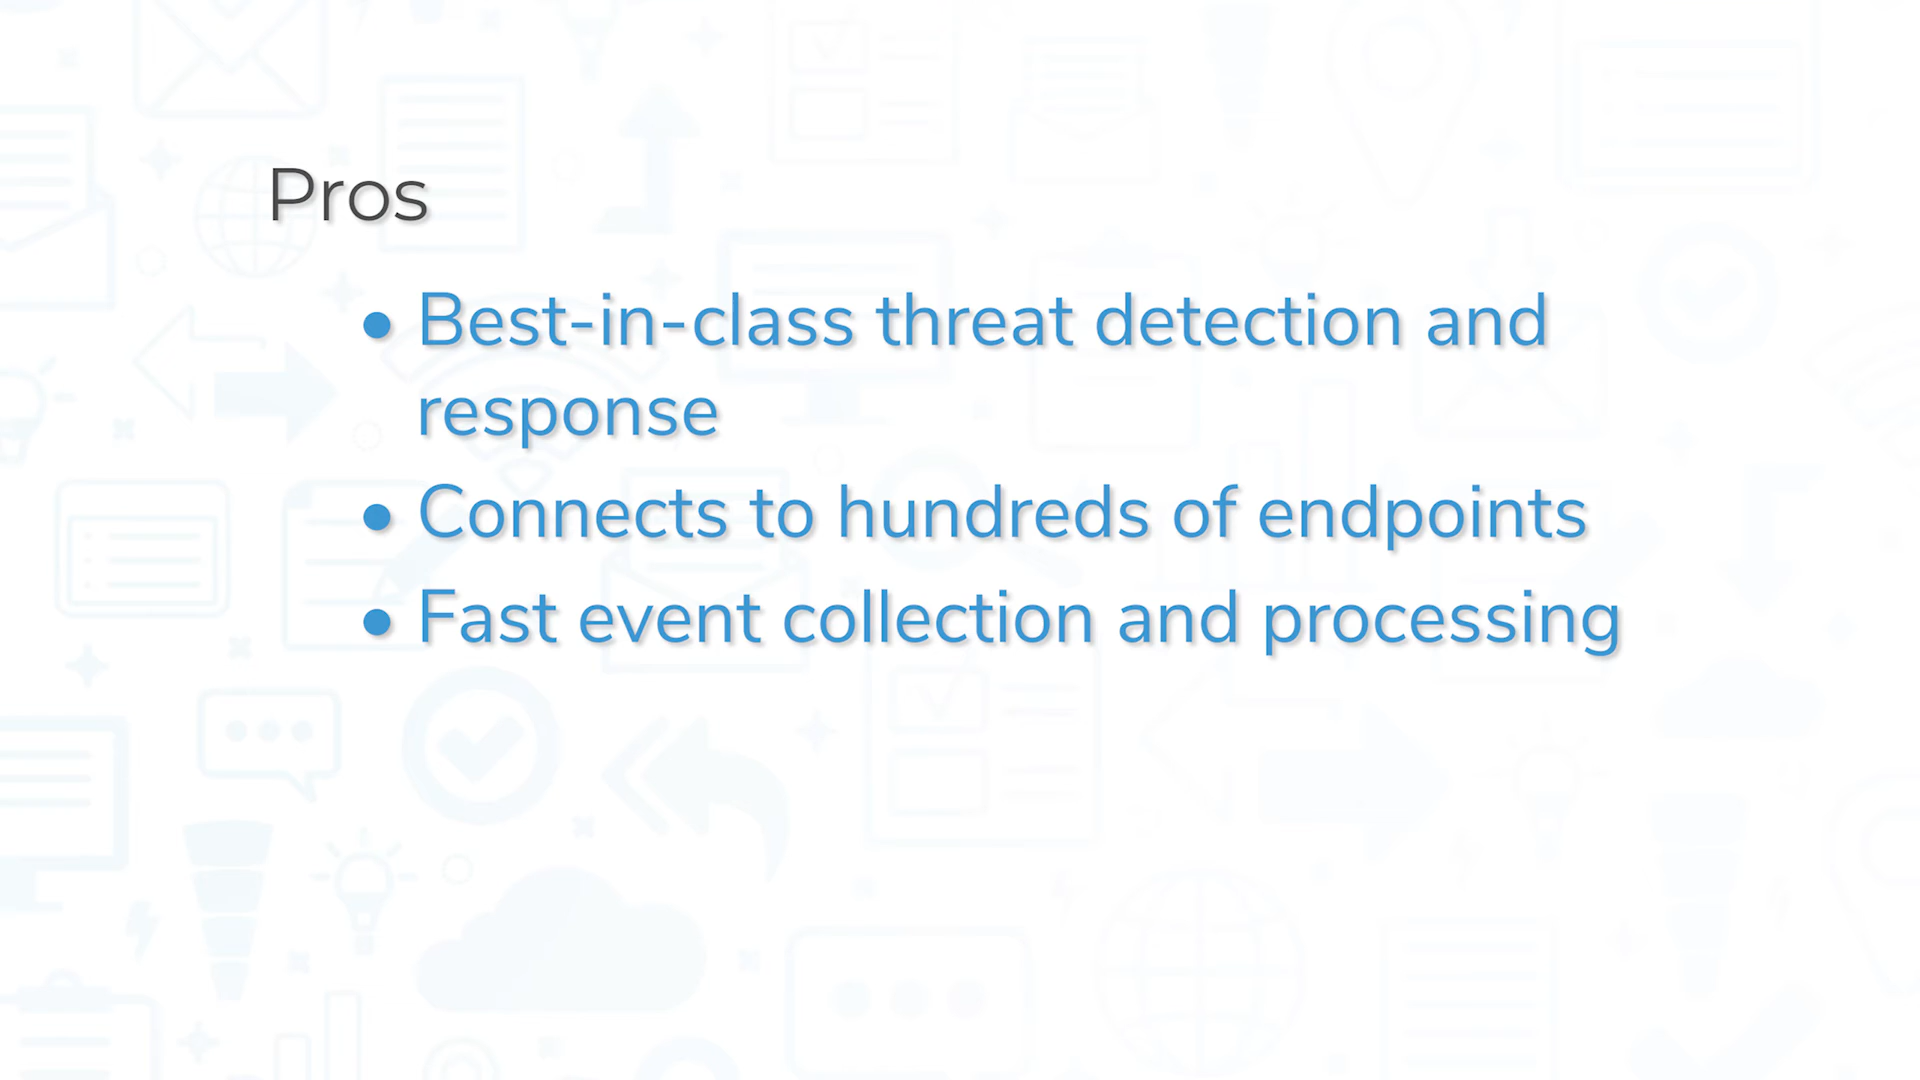 Pros
• Best-in-class threat detection and
response
• Connects to hundreds of endpoints
• Fast event collection and processing